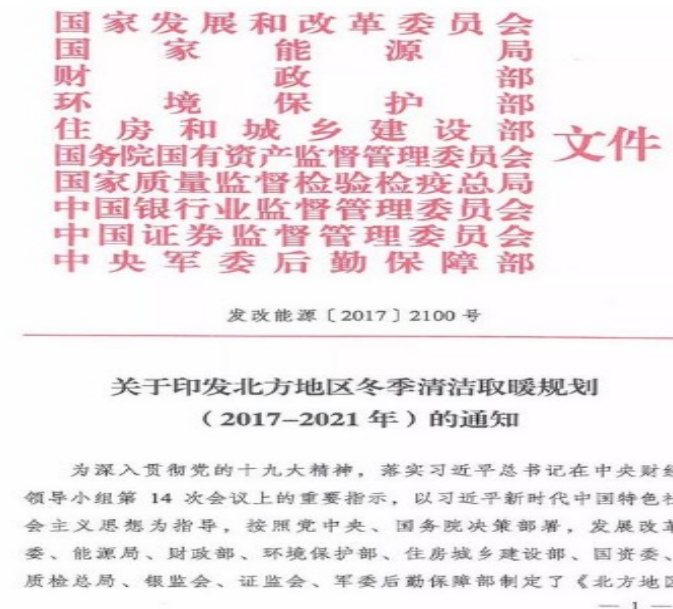 国家发展和改革委员会
国家能源局
财政部
环境保护部
住房和城乡建设部
国务院国有资产监督管理委员会
国家质量监督检验检疫总局
中国银行业监督管理委员会
中国证券监督管理委员会
中央军委后勤保障部
文件
发改能源〔2017〕2100号
关于印发北方地区冬季清洁取暖规划
（2017–2021年）的通知
为深入贯彻党的十九大精神，落实习近平总书记在中央财经
领导小组第 14 次会议上的重要指示，以习近平新时代中国特色社
会主义思想为指导，按照党中央、国务院决策部署，发展改革
委、能源局、财政部、环境保护部、住房城乡建设部、国资委、
质检总局、银监会、证监会、军委后勤保障部制定了《北方地区
— 1 —